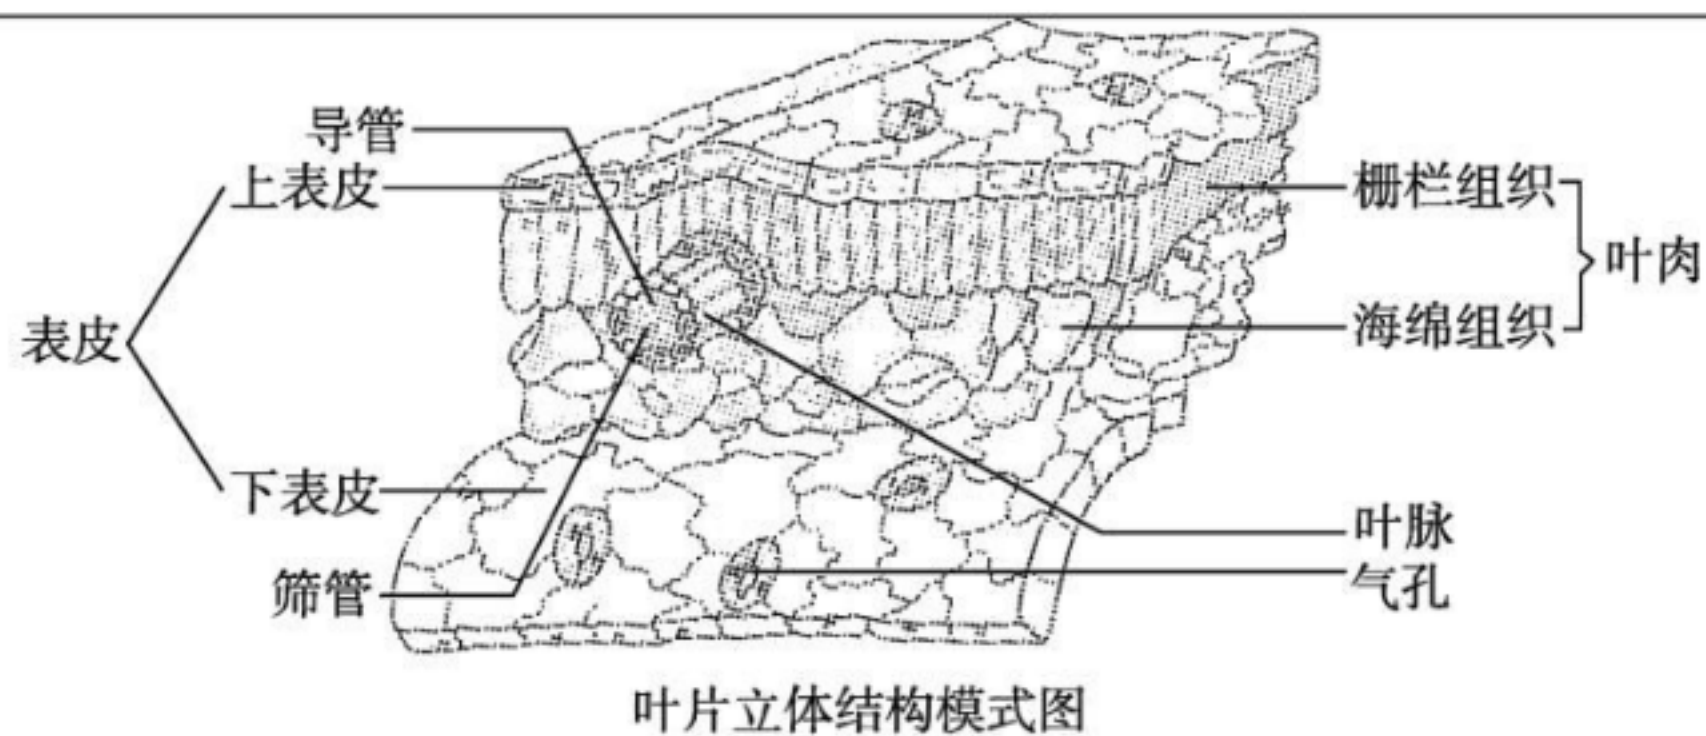 导管
上表皮
表皮
下表皮
筛管
栅栏组织
叶肉
海绵组织
叶脉
气孔
叶片立体结构模式图